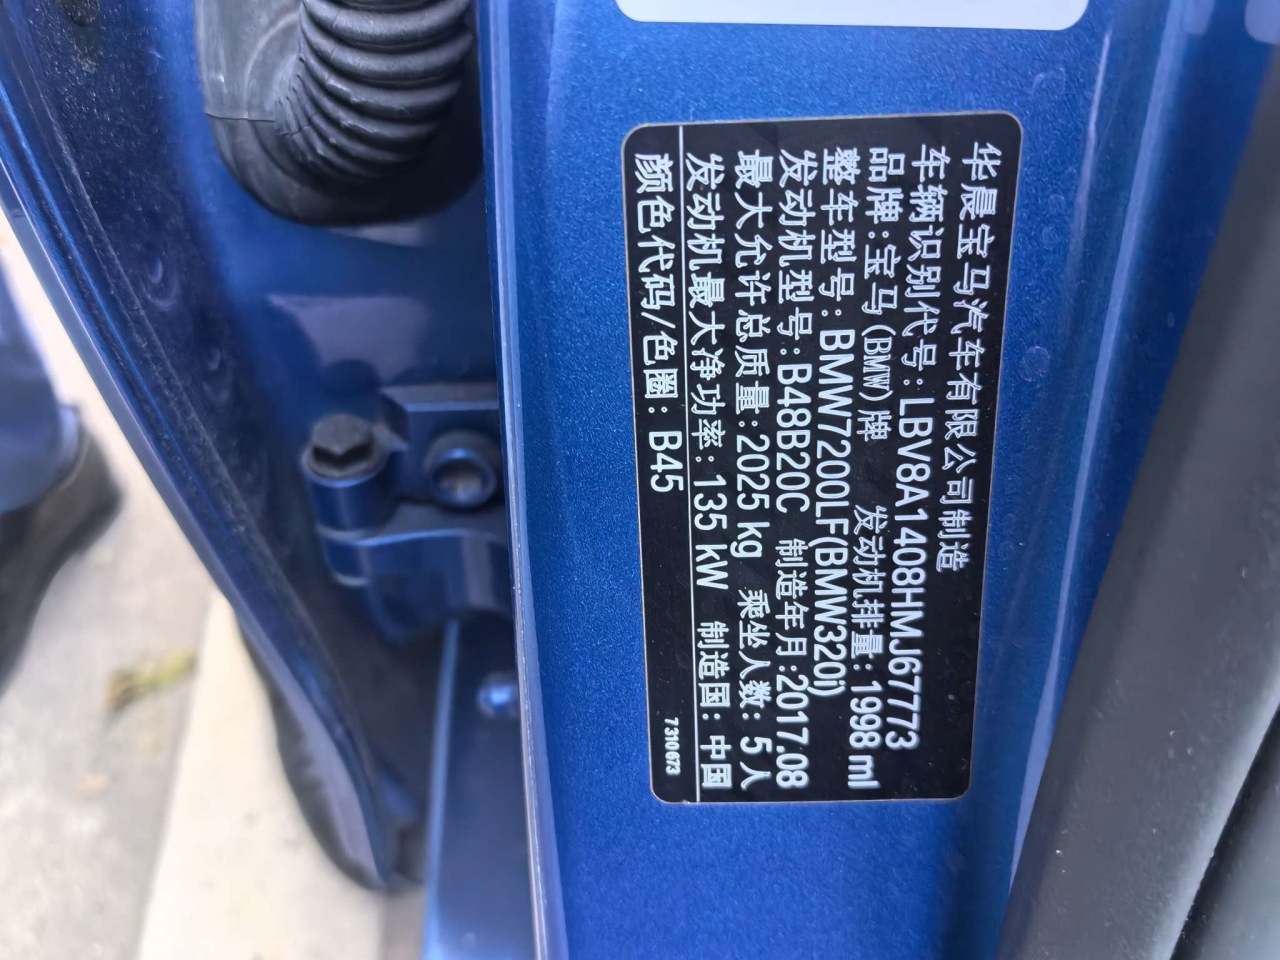 华晨宝马汽车有限公司制造
车辆识别代号:LBV8A1408HMJ67773
品牌:宝马(BMW)牌 发动机排量:1998 ml
整车型号:BMW7200LF(BMW320i)
发动机型号:B48B20C 制造年月:2017.08
最大允许总质量:2025 kg 乘坐人数:5人
发动机最大净功率:135 kW 制造国:中国
颜色代码/色圈:B45
7310673